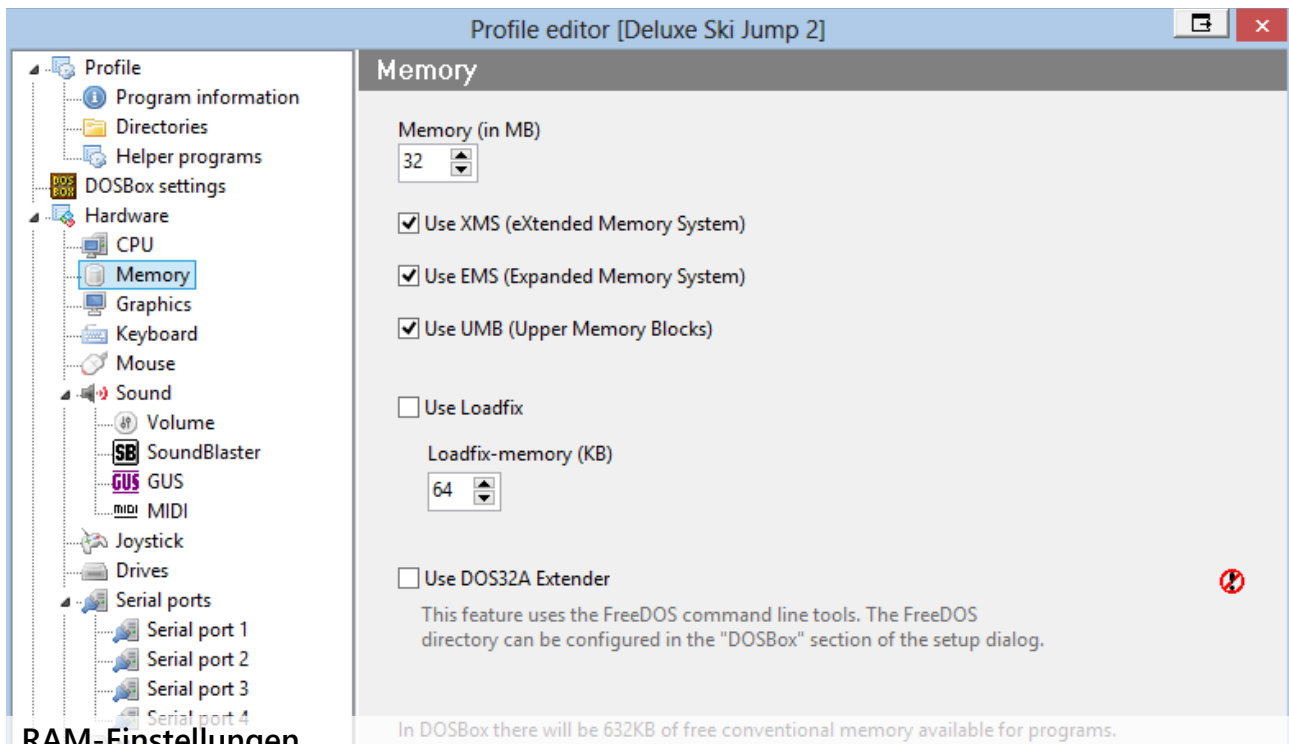 Profile editor [Deluxe Ski Jump 2]
Profile
Program information
Directories
Helper programs
DOS BOX
DOSBox settings
Hardware
CPU
Memory
Graphics
Keyboard
Mouse
Sound
Volume
SB SoundBlaster
GUS GUS
MIDI MIDI
Joystick
Drives
Serial ports
Serial port 1
Serial port 2
Serial port 3
Serial port 4
RAM-Einstellungen
Memory
Memory (in MB)
32
Use XMS (eXtended Memory System)
Use EMS (Expanded Memory System)
Use UMB (Upper Memory Blocks)
Use Loadfix
Loadfix-memory (KB)
64
Use DOS32A Extender
This feature uses the FreeDOS command line tools. The FreeDOS
directory can be configured in the "DOSBox" section of the setup dialog.
In DOSBox there will be 632KB of free conventional memory available for programs.